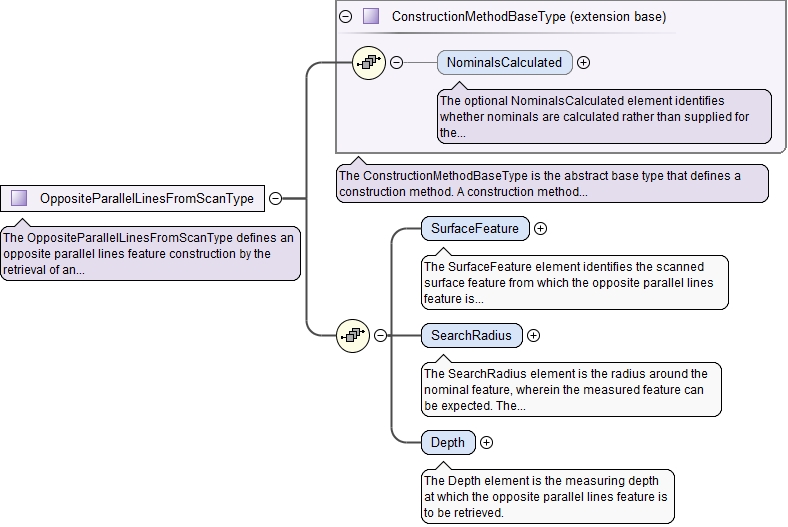 ConstructionMethodBaseType (extension base)
NominalsCalculated
The optional NominalsCalculated element identifies
whether nominals are calculated rather than supplied for
the...
The ConstructionMethodBaseType is the abstract base type that defines a
construction method. A construction method...
OppositeParallelLinesFromScanType
The OppositeParallelLinesFromScanType defines an
opposite parallel lines feature construction by the
retrieval of an...
SurfaceFeature
The SurfaceFeature element identifies the scanned
surface feature from which the opposite parallel lines
feature is...
SearchRadius
The SearchRadius element is the radius around the
nominal feature, wherein the measured feature can
be expected. The...
Depth
The Depth element is the measuring depth
at which the opposite parallel lines feature is
to be retrieved.